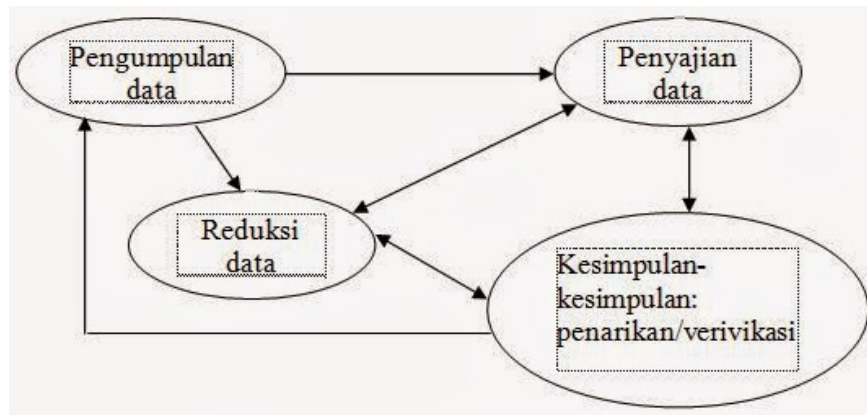 Pengumpulan
data
Penyajian
data
Reduksi
data
Kesimpulan-
kesimpulan:
penarikan/verivikasi